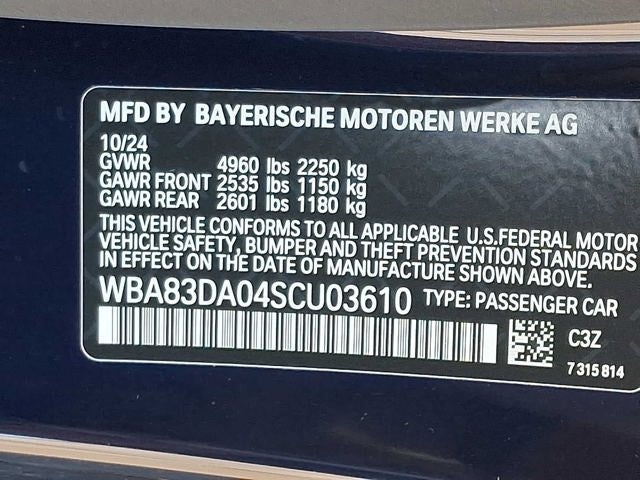 MFD BY BAYERISCHE MOTOREN WERKE AG
10/24
GVWR 4960 lbs 2250 kg
GAWR FRONT 2535 lbs 1150 kg
GAWR REAR 2601 lbs 1180 kg
THIS VEHICLE CONFORMS TO ALL APPLICABLE U.S.FEDERAL MOTOR
VEHICLE SAFETY, BUMPER AND THEFT PREVENTION STANDARDS
IN EFFECT ON THE DATE OF MANUFACTURE SHOWN ABOVE.
WBA83DA04SCU03610 TYPE: PASSENGER CAR
C3Z
7 315 814